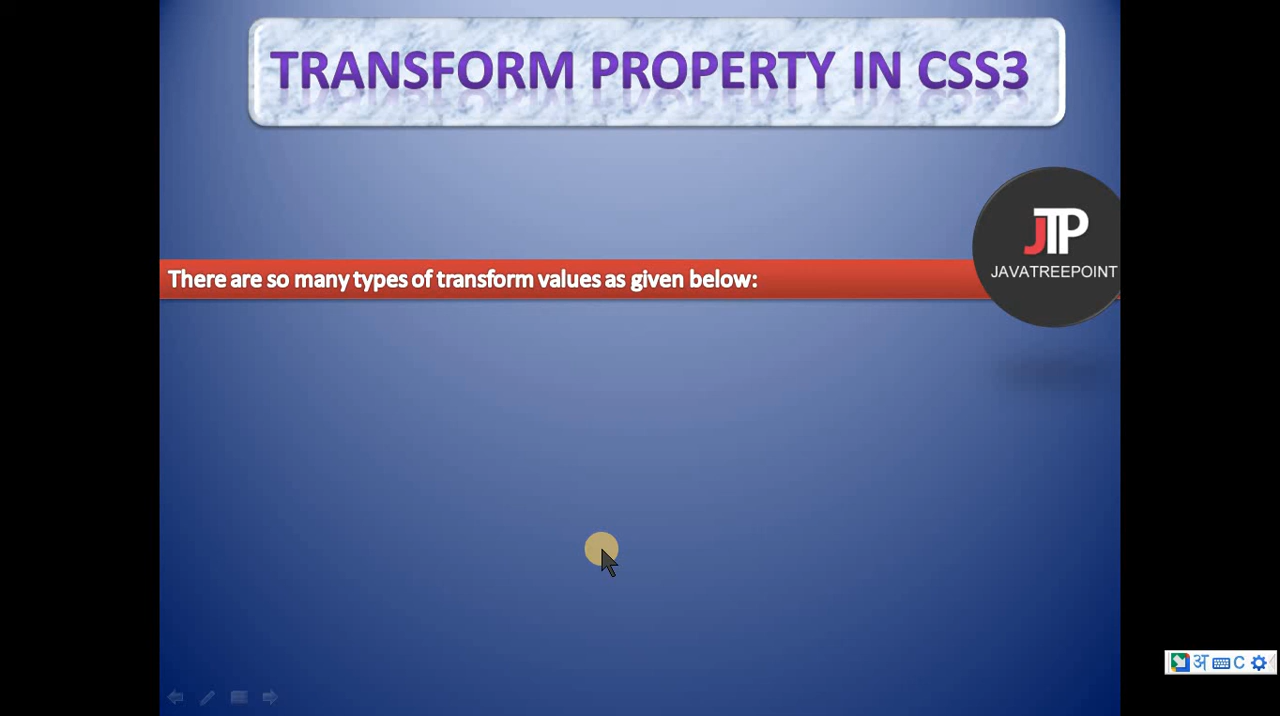 TRANSFORM PROPERTY IN CSS3
JTP
JAVATREEPOINT
There are so many types of transform values as given below:
अ C